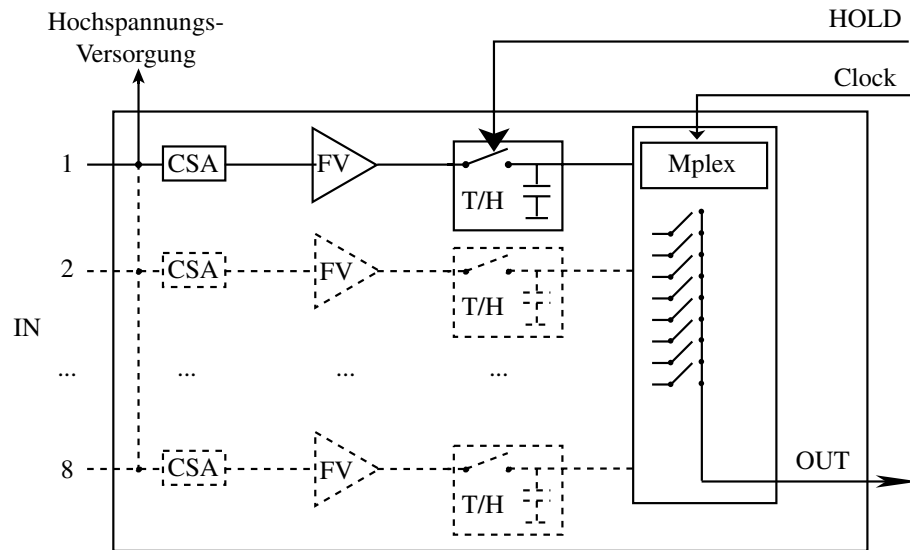 Hochspannungs-
Versorgung
HOLD
Clock
1 CSA FV T/H Mplex
2 CSA FV T/H
IN
... ... ... ...
8 CSA FV T/H
OUT